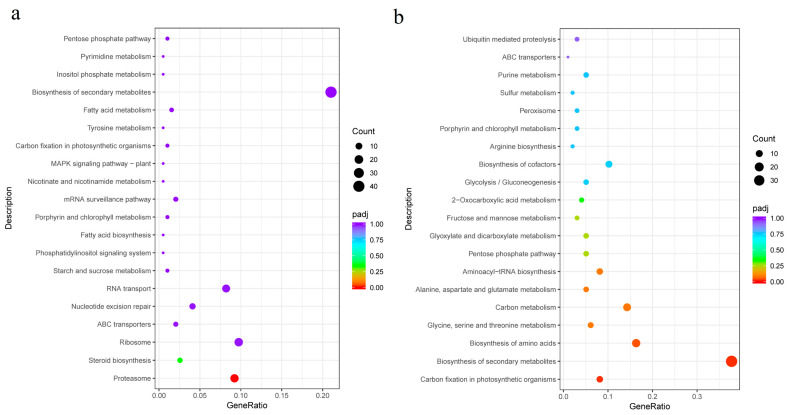 a
Pentose phosphate pathway
Pyrimidine metabolism
Inositol phosphate metabolism
Biosynthesis of secondary metabolites
Fatty acid metabolism
Tyrosine metabolism
Carbon fixation in photosynthetic organisms
MAPK signaling pathway − plant
Nicotinate and nicotinamide metabolism
mRNA surveillance pathway
Porphyrin and chlorophyll metabolism
Fatty acid biosynthesis
Phosphatidylinositol signaling system
Starch and sucrose metabolism
RNA transport
Nucleotide excision repair
ABC transporters
Ribosome
Steroid biosynthesis
Proteasome
Description
0.00 0.05 0.10 0.15 0.20
GeneRatio
Count
10
20
30
40
padj
1.00
0.75
0.50
0.25
0.00
b
Ubiquitin mediated proteolysis
ABC transporters
Purine metabolism
Sulfur metabolism
Peroxisome
Porphyrin and chlorophyll metabolism
Arginine biosynthesis
Biosynthesis of cofactors
Glycolysis / Gluconeogenesis
2−Oxocarboxylic acid metabolism
Fructose and mannose metabolism
Glyoxylate and dicarboxylate metabolism
Pentose phosphate pathway
Aminoacyl−tRNA biosynthesis
Alanine, aspartate and glutamate metabolism
Carbon metabolism
Glycine, serine and threonine metabolism
Biosynthesis of amino acids
Biosynthesis of secondary metabolites
Carbon fixation in photosynthetic organisms
Description
0.0 0.1 0.2 0.3
GeneRatio
Count
10
20
30
padj
1.00
0.75
0.50
0.25
0.00